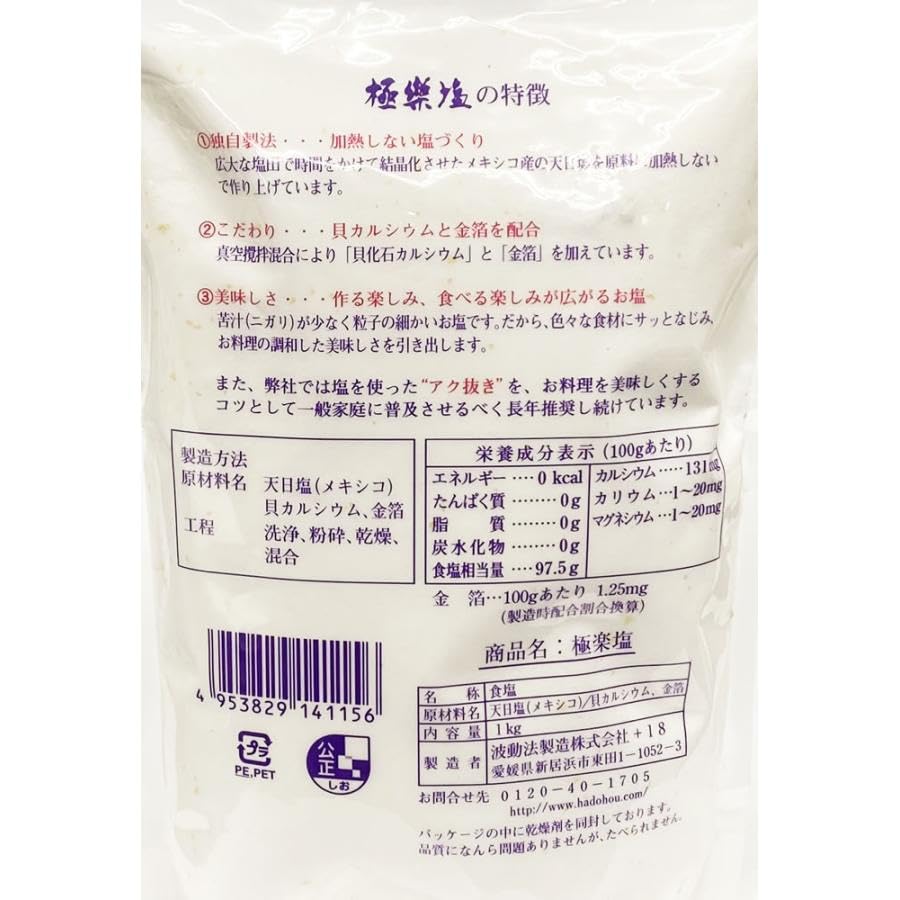 極樂塩の特徴
①独自製法・・・加熱しない塩づくり
広大な塩田で時間をかけて結晶化させたメキシコ産の天日塩を原料に加熱しない
で作り上げています。
②こだわり・・・貝カルシウムと金箔を配合
真空攪拌混合により「貝化石カルシウム」と「金箔」を加えています。
③美味しさ・・・作る楽しみ、食べる楽しみが広がるお塩
苦汁(ニガリ)が少なく粒子の細かいお塩です。だから、色々な食材にサッとなじみ、
お料理の調和した美味しさを引き出します。
また、弊社では塩を使った“アク抜き”を、お料理を美味しくする
コツとして一般家庭に普及させるべく長年推奨し続けています。
製造方法
原材料名 天日塩(メキシコ)
貝カルシウム、金箔
工程 洗浄、粉砕、乾燥、
混合
栄養成分表示(100gあたり)
エネルギー‥‥0 kcal
たんぱく質‥‥‥‥0g
脂質‥‥‥‥0g
炭水化物‥‥‥‥0g
食塩相当量‥‥97.5g
カルシウム‥‥‥131mg
カリウム…1〜20mg
マグネシウム…1〜20mg
金箔…100gあたり 1.25mg
(製造時配合割合換算)
商品名：極楽塩
名称 食塩
原材料名 天日塩(メキシコ)/貝カルシウム、金箔
内容量 1kg
製造者 波動法製造株式会社+18
愛媛県新居浜市東田1-1052-3
お問合せ先 0120-40-1705
http://www.hadohou.com/
パッケージの中に乾燥剤を同封しております。
品質になんら問題ありませんが、たべられません。
4 953829 141156
プラ
PE,PET
公正
しお